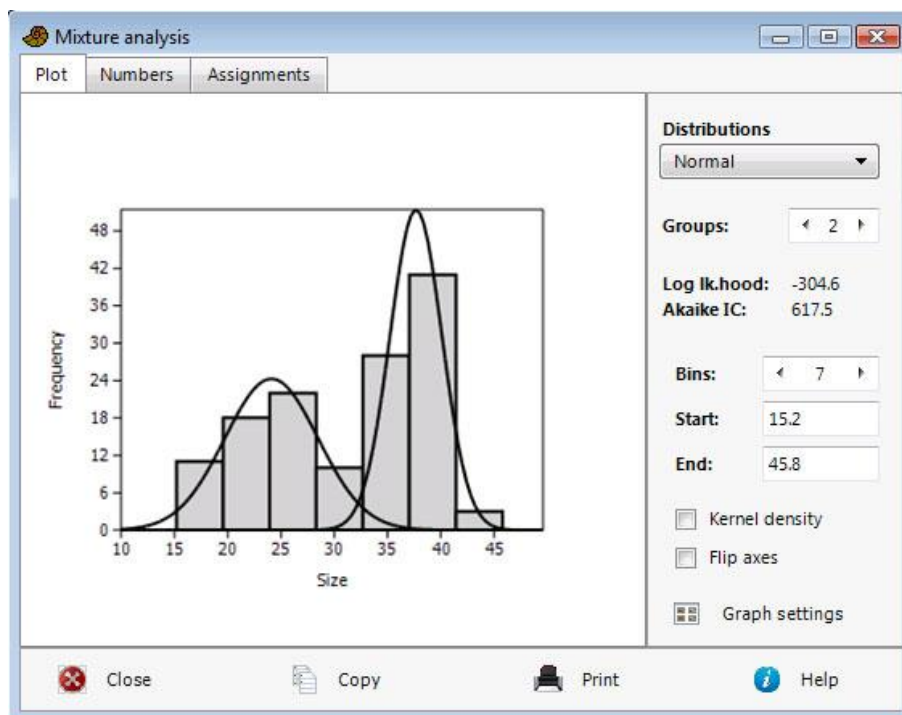 Mixture analysis
Plot Numbers Assignments
Distributions
Normal
Groups: 2
Log lk.hood: -304.6
Akaike IC: 617.5
Bins: 7
Start: 15.2
End: 45.8
Kernel density
Flip axes
Graph settings
48
42
36
30
24
18
12
6
0
Frequency
10 15 20 25 30 35 40 45
Size
Close Copy Print Help